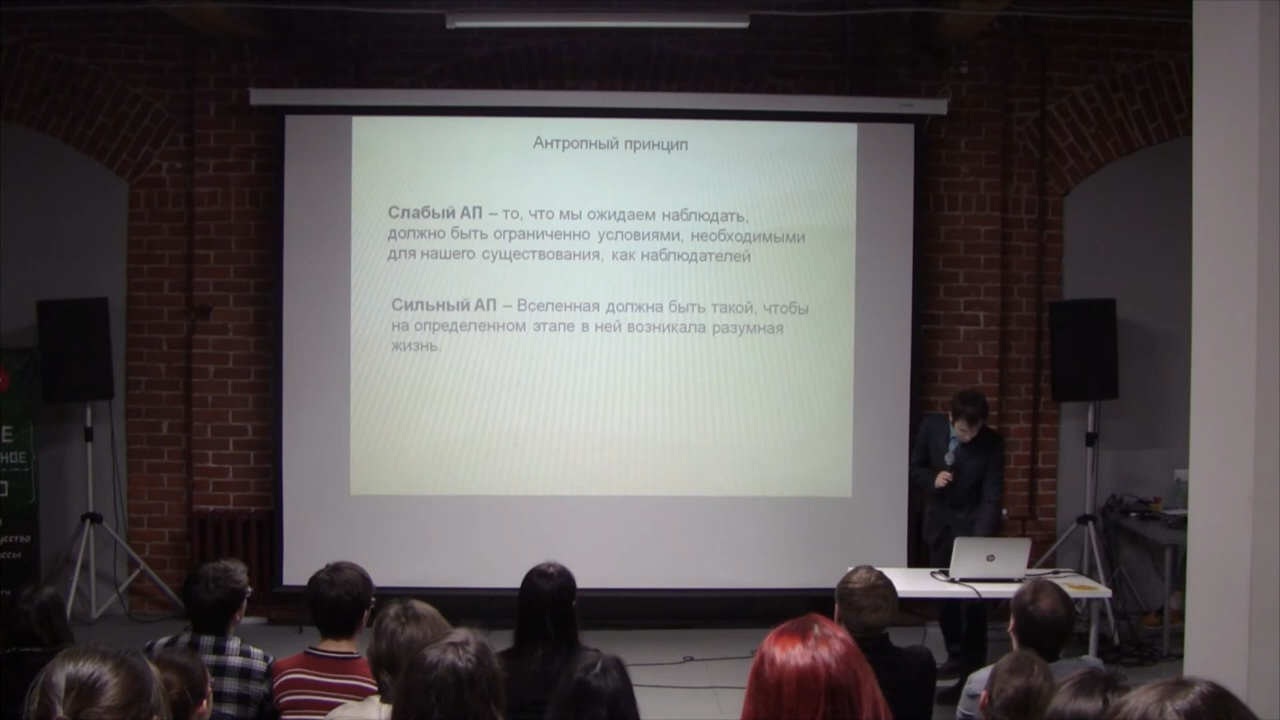 Антропный принцип
Слабый АП – то, что мы ожидаем наблюдать,
должно быть ограниченно условиями, необходимыми
для нашего существования, как наблюдателей
Сильный АП – Вселенная должна быть такой, чтобы
на определенном этапе в ней возникала разумная
жизнь.